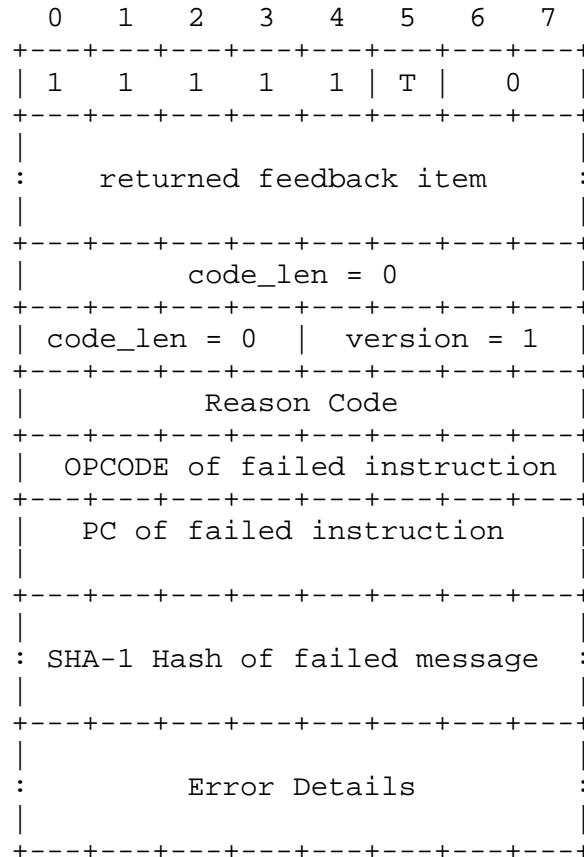 0 1 2 3 4 5 6 7
+---+---+---+---+---+---+---+---+
| 1 1 1 1 1 | T | 0 |
+---+---+---+---+---+---+---+---+
| |
: returned feedback item :
| |
+---+---+---+---+---+---+---+---+
| code_len = 0 |
+---+---+---+---+---+---+---+---+
| code_len = 0 | version = 1 |
+---+---+---+---+---+---+---+---+
| Reason Code |
+---+---+---+---+---+---+---+---+
| OPCODE of failed instruction |
+---+---+---+---+---+---+---+---+
| PC of failed instruction |
| |
+---+---+---+---+---+---+---+---+
| |
: SHA-1 Hash of failed message :
| |
+---+---+---+---+---+---+---+---+
| |
: Error Details :
| |
+---+---+---+---+---+---+---+---+